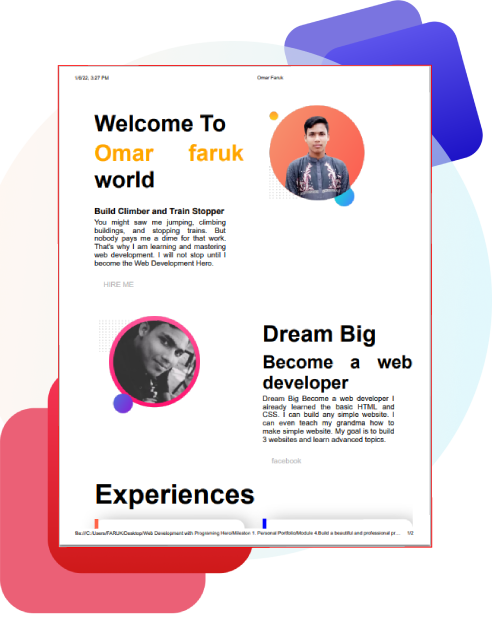 1/8/22, 3:27 PM Omar Faruk
Welcome To
Omar faruk
world
Build Climber and Train Stopper
You might saw me jumping, climbing
buildings, and stopping trains. But
nobody pays me a dime for that work.
That's why I am learning and mastering
web development. I will not stop until I
become the Web Development Hero.
HIRE ME
Dream Big
Become a web
developer
Dream Big Become a web developer I
already learned the basic HTML and
CSS. I can build any simple website. I
can even teach my grandma how to
make simple website. My goal is to build
3 websites and learn advanced topics.
facebook
Experiences
file:///C:/Users/FARUK/Desktop/Web Development with Programing Hero/Mileston 1. Personal Portfolio/Module 4.Build a beautiful and professional pr… 1/2